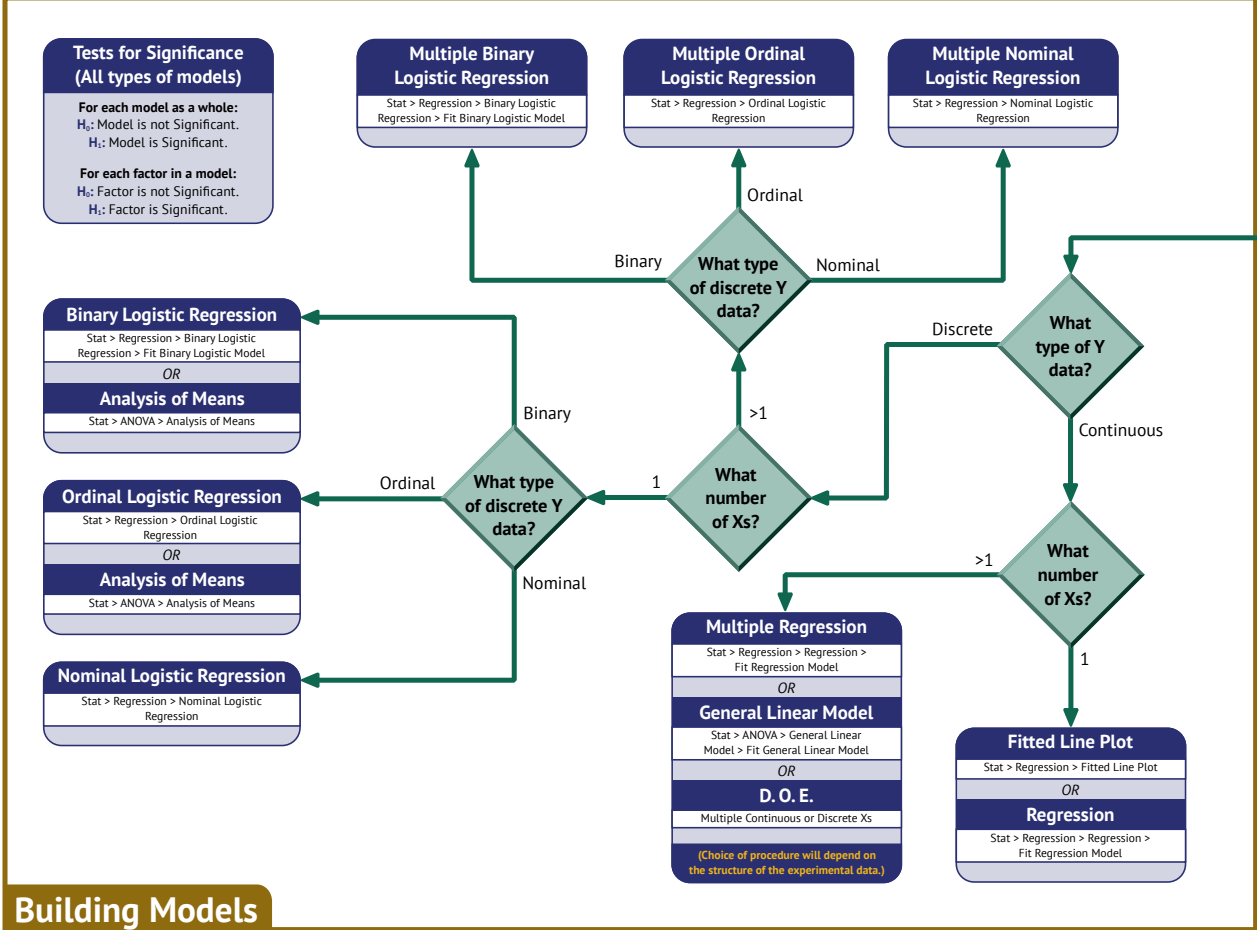 Tests for Significance
(All types of models)
For each model as a whole:
H₀: Model is not Significant.
H₁: Model is Significant.
For each factor in a model:
H₀: Factor is not Significant.
H₁: Factor is Significant.
Multiple Binary
Logistic Regression
Stat > Regression > Binary Logistic
Regression > Fit Binary Logistic Model
Multiple Ordinal
Logistic Regression
Stat > Regression > Ordinal Logistic
Regression
Multiple Nominal
Logistic Regression
Stat > Regression > Nominal Logistic
Regression
Ordinal
Binary
What type
of discrete Y
data?
Nominal
Discrete
What
type of Y
data?
Continuous
>1
What
number
of Xs?
1
Binary
What type
of discrete Y
data?
Ordinal
Nominal
Binary Logistic Regression
Stat > Regression > Binary Logistic
Regression > Fit Binary Logistic Model
OR
Analysis of Means
Stat > ANOVA > Analysis of Means
Ordinal Logistic Regression
Stat > Regression > Ordinal Logistic
Regression
OR
Analysis of Means
Stat > ANOVA > Analysis of Means
Nominal Logistic Regression
Stat > Regression > Nominal Logistic
Regression
What
number
of Xs?
>1
1
Multiple Regression
Stat > Regression > Regression >
Fit Regression Model
OR
General Linear Model
Stat > ANOVA > General Linear
Model > Fit General Linear Model
OR
D. O. E.
Multiple Continuous or Discrete Xs
(Choice of procedure will depend on
the structure of the experimental data.)
Fitted Line Plot
Stat > Regression > Fitted Line Plot
OR
Regression
Stat > Regression > Regression >
Fit Regression Model
Building Models